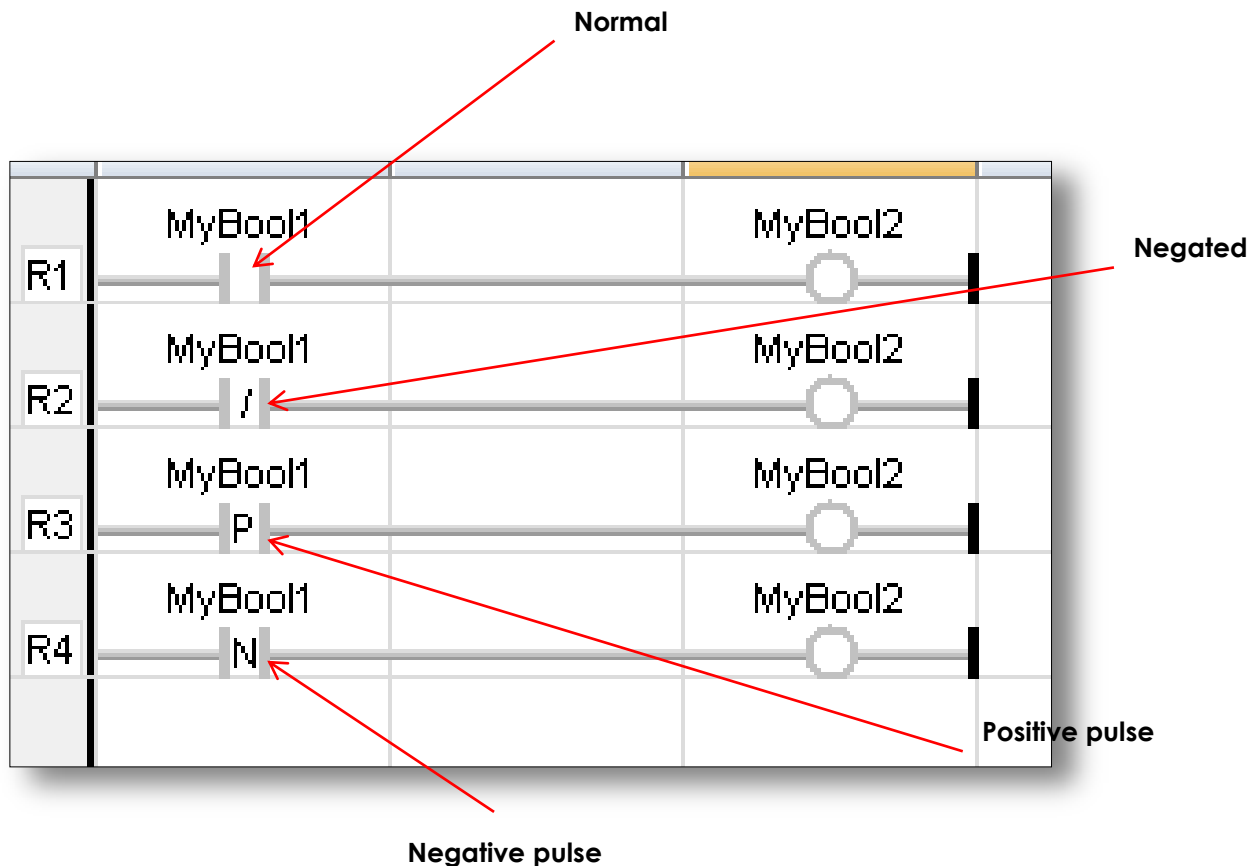 Normal
MyBool1 MyBool2
R1
Negated
MyBool1 MyBool2
R2 /
MyBool1 MyBool2
R3 P
MyBool1 MyBool2
R4 N
Positive pulse
Negative pulse